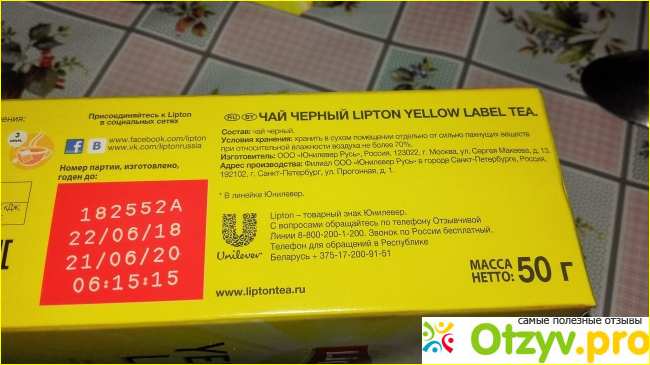 ения:
3
мин.
кДж,
Присоединяйтесь к Lipton
в социальных сетях
f www.facebook.com/lipton
B www.vk.com/liptonrussia
Номер партии, изготовлено,
годен до:
182552A
22/06/18
21/06/20
06:15:15
RU BY ЧАЙ ЧЕРНЫЙ LIPTON YELLOW LABEL TEA.
Состав: чай черный.
Условия хранения: хранить в сухом помещении отдельно от сильно пахнущих веществ
при относительной влажности воздуха не более 70%.
Изготовитель: ООО «Юнилевер Русь», Россия, 123022, г. Москва, ул. Сергея Макеева, д. 13.
Адрес производства: Филиал ООО «Юнилевер Русь» в городе Санкт-Петербурге, Россия,
192102, г. Санкт-Петербург, ул. Прогонная, д. 1.
* В линейке Юнилевер.
Unilever
Lipton – товарный знак Юнилевер.
С вопросами обращайтесь по телефону Отзывчивой
Линии 8-800-200-1-200. Звонок по России бесплатный.
Телефон для обращений в Республике
Беларусь + 375-17-200-91-51
www.liptontea.ru
МАССА
НЕТТО: 50 г
самые полезные отзывы
Otzyv.pro